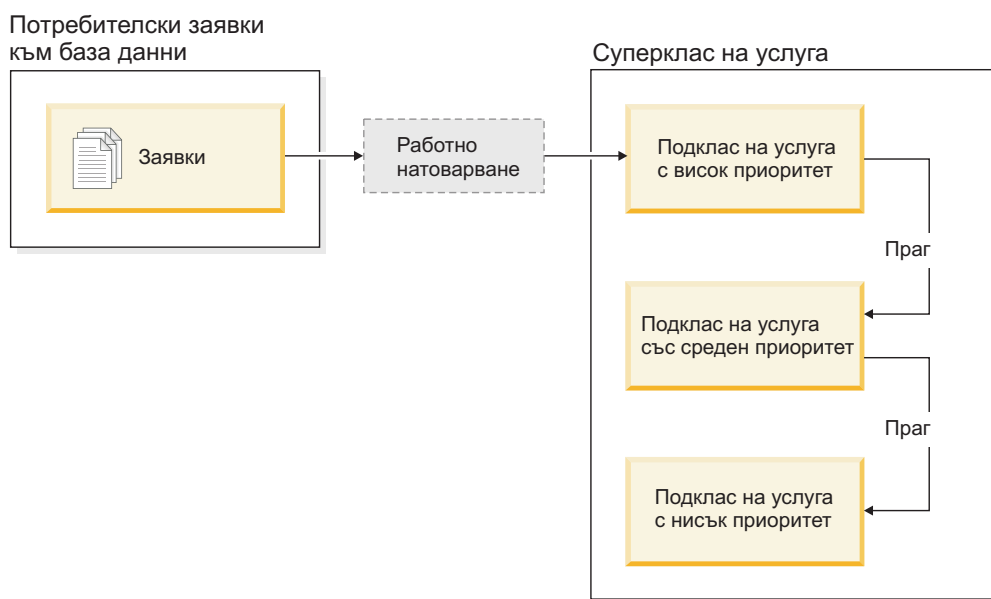 Потребителски заявки
към база данни
Заявки
Работно
натоварване
Суперклас на услуга
Подклас на услуга
с висок приоритет
Праг
Подклас на услуга
със среден приоритет
Праг
Подклас на услуга
с нисък приоритет